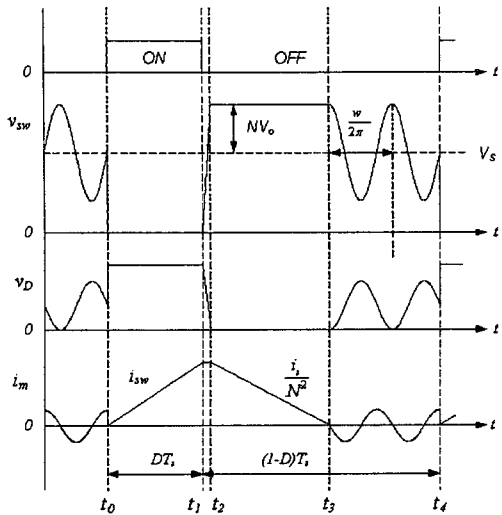 ON OFF
0 t
v_sw NV_o w/2π V_s
0 t
v_D
0 t
i_m i_sw i_s/N²
0 t
DT_s (1-D)T_s
t_0 t_1 t_2 t_3 t_4